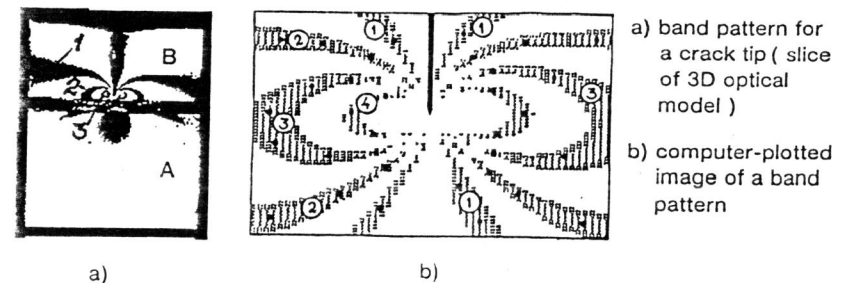 1
2
3
B
A
a)
1
1
2
3
4
3
2
1
b)
a) band pattern for
a crack tip ( slice
of 3D optical
model )
b) computer-plotted
image of a band
pattern